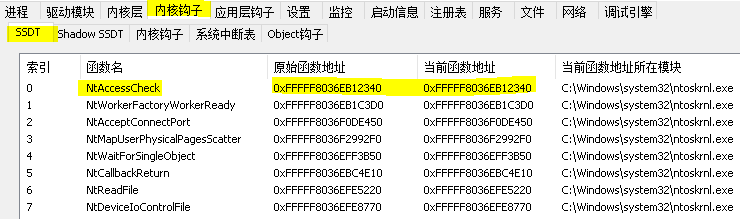 进程 驱动模块 内核层 内核钩子 应用层钩子 设置 监控 启动信息 注册表 服务 文件 网络 调试引擎
SSDT Shadow SSDT 内核钩子 系统中断表 Object钩子
索引 函数名 原始函数地址 当前函数地址 当前函数地址所在模块
0 NtAccessCheck 0xFFFFF8036EB12340 0xFFFFF8036EB12340 C:\Windows\system32\ntoskrnl.exe
1 NtWorkerFactoryWorkerReady 0xFFFFF8036EB1C3D0 0xFFFFF8036EB1C3D0 C:\Windows\system32\ntoskrnl.exe
2 NtAcceptConnectPort 0xFFFFF8036F0DE450 0xFFFFF8036F0DE450 C:\Windows\system32\ntoskrnl.exe
3 NtMapUserPhysicalPagesScatter 0xFFFFF8036F2992F0 0xFFFFF8036F2992F0 C:\Windows\system32\ntoskrnl.exe
4 NtWaitForSingleObject 0xFFFFF8036EFF3B50 0xFFFFF8036EFF3B50 C:\Windows\system32\ntoskrnl.exe
5 NtCallbackReturn 0xFFFFF8036EBC4E10 0xFFFFF8036EBC4E10 C:\Windows\system32\ntoskrnl.exe
6 NtReadFile 0xFFFFF8036EFE5220 0xFFFFF8036EFE5220 C:\Windows\system32\ntoskrnl.exe
7 NtDeviceIoControlFile 0xFFFFF8036EFE8770 0xFFFFF8036EFE8770 C:\Windows\system32\ntoskrnl.exe